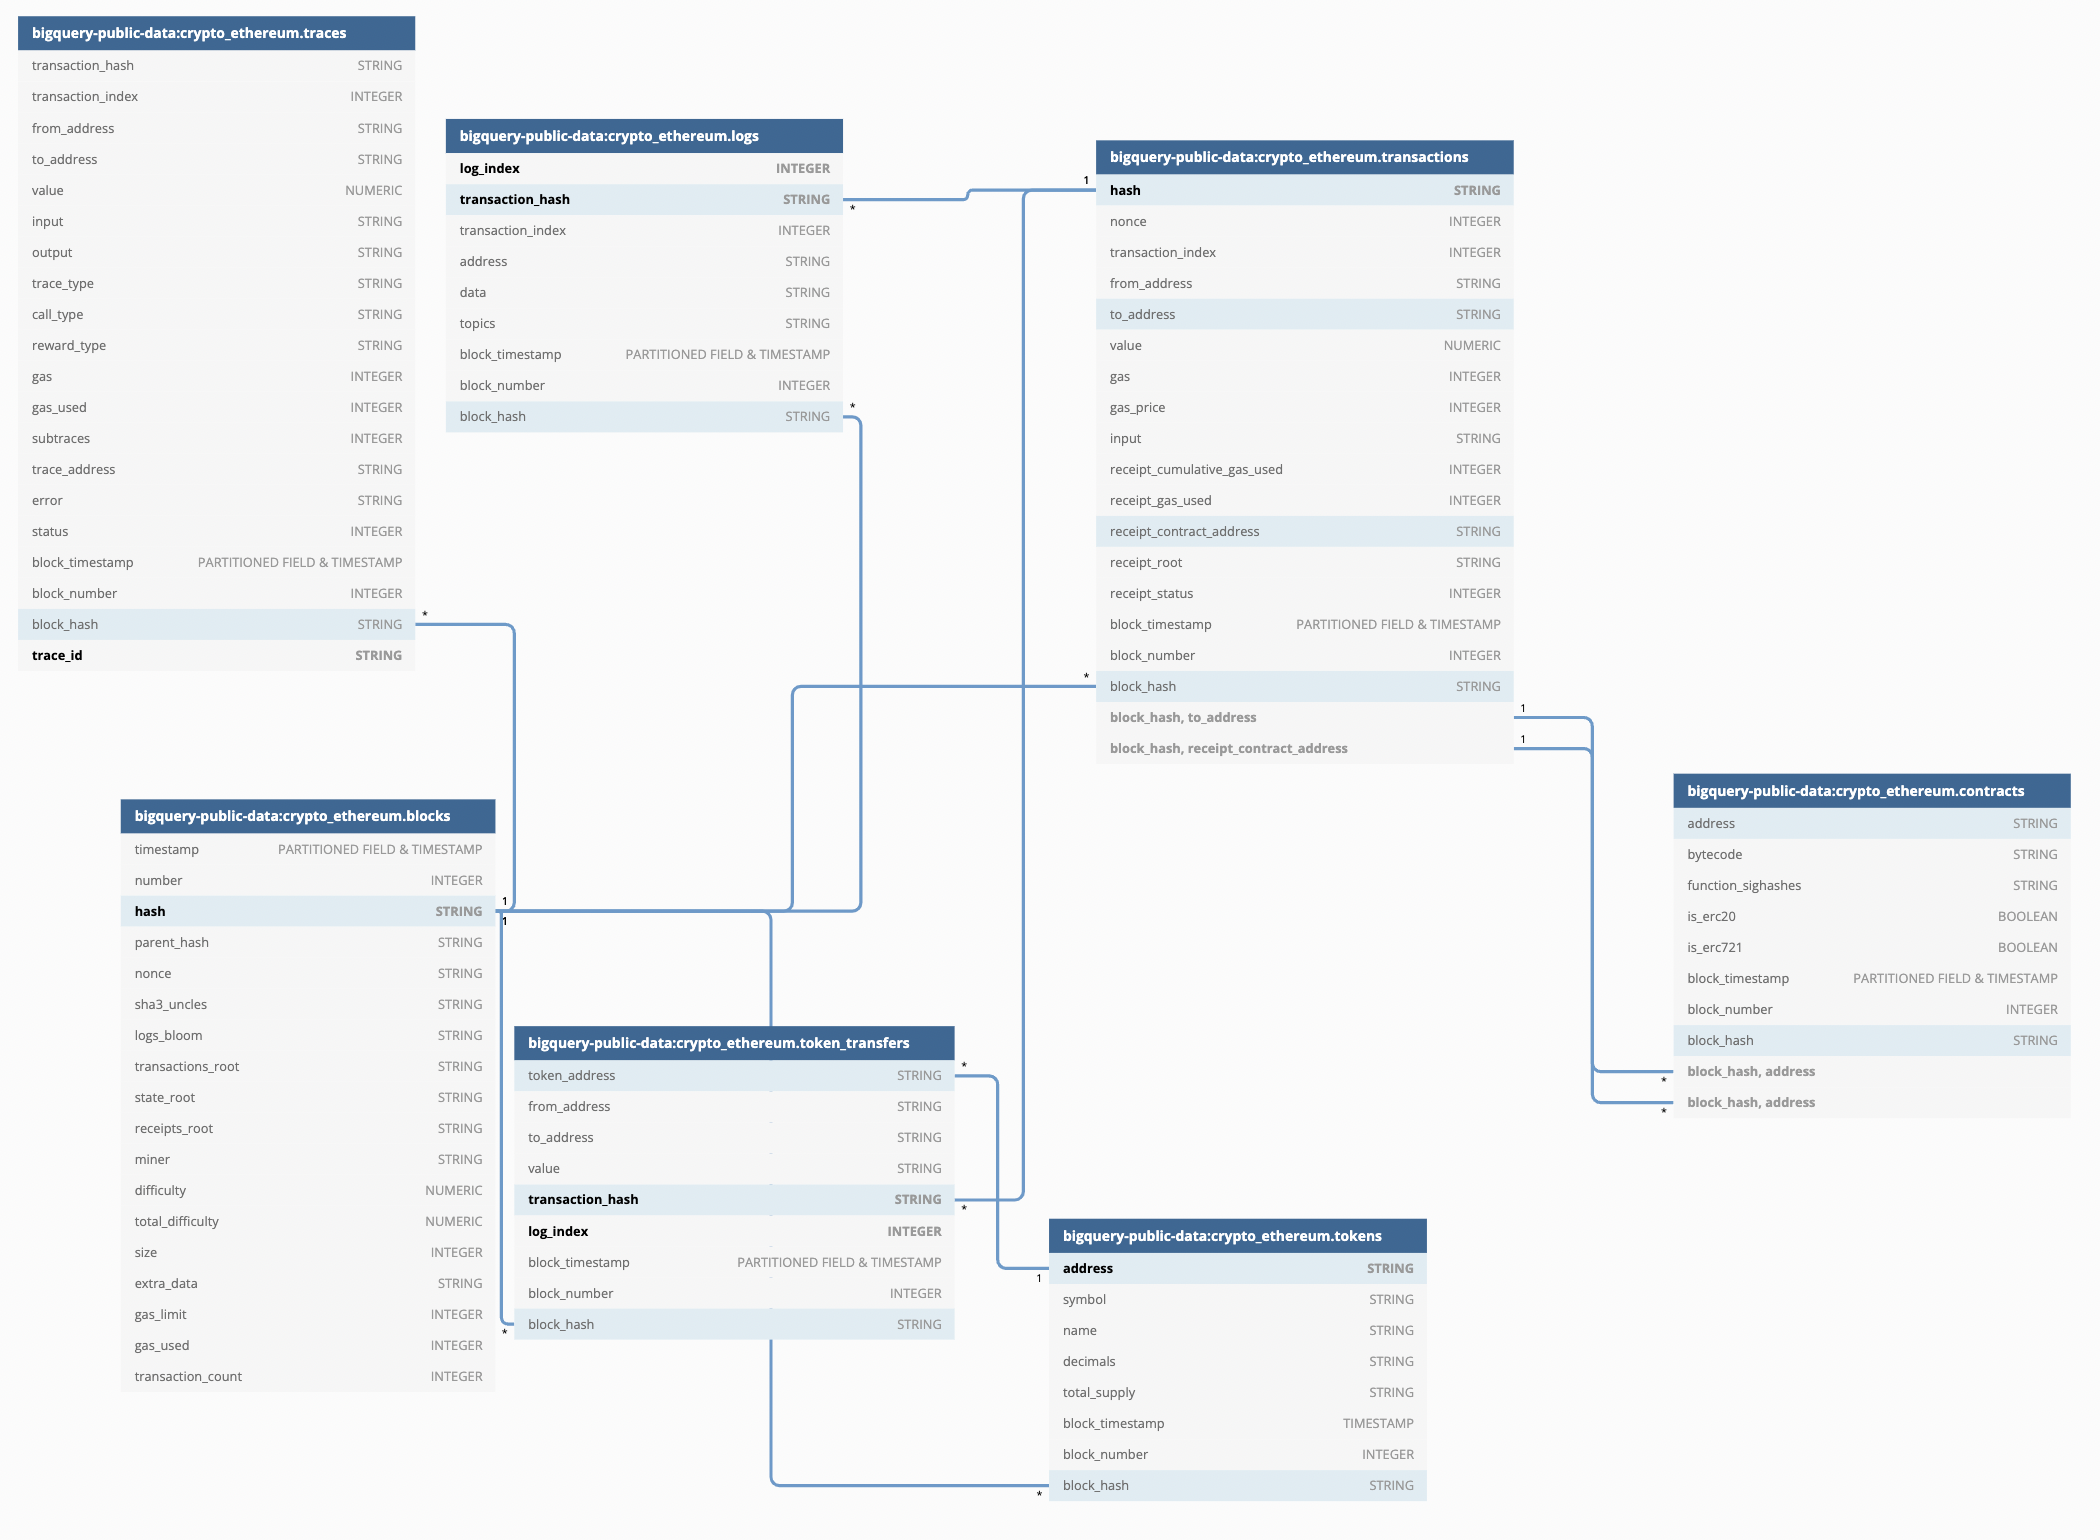 bigquery-public-data:crypto_ethereum.traces
transaction_hash STRING
transaction_index INTEGER
from_address STRING
to_address STRING
value NUMERIC
input STRING
output STRING
trace_type STRING
call_type STRING
reward_type STRING
gas INTEGER
gas_used INTEGER
subtraces INTEGER
trace_address STRING
error STRING
status INTEGER
block_timestamp PARTITIONED FIELD & TIMESTAMP
block_number INTEGER
block_hash STRING *
trace_id STRING
bigquery-public-data:crypto_ethereum.logs
log_index INTEGER
transaction_hash STRING *
transaction_index INTEGER
address STRING
data STRING
topics STRING
block_timestamp PARTITIONED FIELD & TIMESTAMP
block_number INTEGER
block_hash STRING *
bigquery-public-data:crypto_ethereum.transactions
1 hash STRING
nonce INTEGER
transaction_index INTEGER
from_address STRING
to_address STRING
value NUMERIC
gas INTEGER
gas_price INTEGER
input STRING
receipt_cumulative_gas_used INTEGER
receipt_gas_used INTEGER
receipt_contract_address STRING
receipt_root STRING
receipt_status INTEGER
block_timestamp PARTITIONED FIELD & TIMESTAMP
block_number INTEGER
* block_hash STRING
block_hash, to_address 1
block_hash, receipt_contract_address 1
bigquery-public-data:crypto_ethereum.contracts
address STRING
bytecode STRING
function_sighashes STRING
is_erc20 BOOLEAN
is_erc721 BOOLEAN
block_timestamp PARTITIONED FIELD & TIMESTAMP
block_number INTEGER
block_hash STRING
* block_hash, address
* block_hash, address
bigquery-public-data:crypto_ethereum.blocks
timestamp PARTITIONED FIELD & TIMESTAMP
number INTEGER
hash STRING 1
1
parent_hash STRING
nonce STRING
sha3_uncles STRING
logs_bloom STRING
transactions_root STRING
state_root STRING
receipts_root STRING
miner STRING
difficulty NUMERIC
total_difficulty NUMERIC
size INTEGER
extra_data STRING
gas_limit INTEGER
gas_used INTEGER
transaction_count INTEGER
bigquery-public-data:crypto_ethereum.token_transfers
token_address STRING *
from_address STRING
to_address STRING
value STRING
transaction_hash STRING *
log_index INTEGER
block_timestamp PARTITIONED FIELD & TIMESTAMP
block_number INTEGER
* block_hash STRING
bigquery-public-data:crypto_ethereum.tokens
1 address STRING
symbol STRING
name STRING
decimals STRING
total_supply STRING
block_timestamp TIMESTAMP
block_number INTEGER
* block_hash STRING